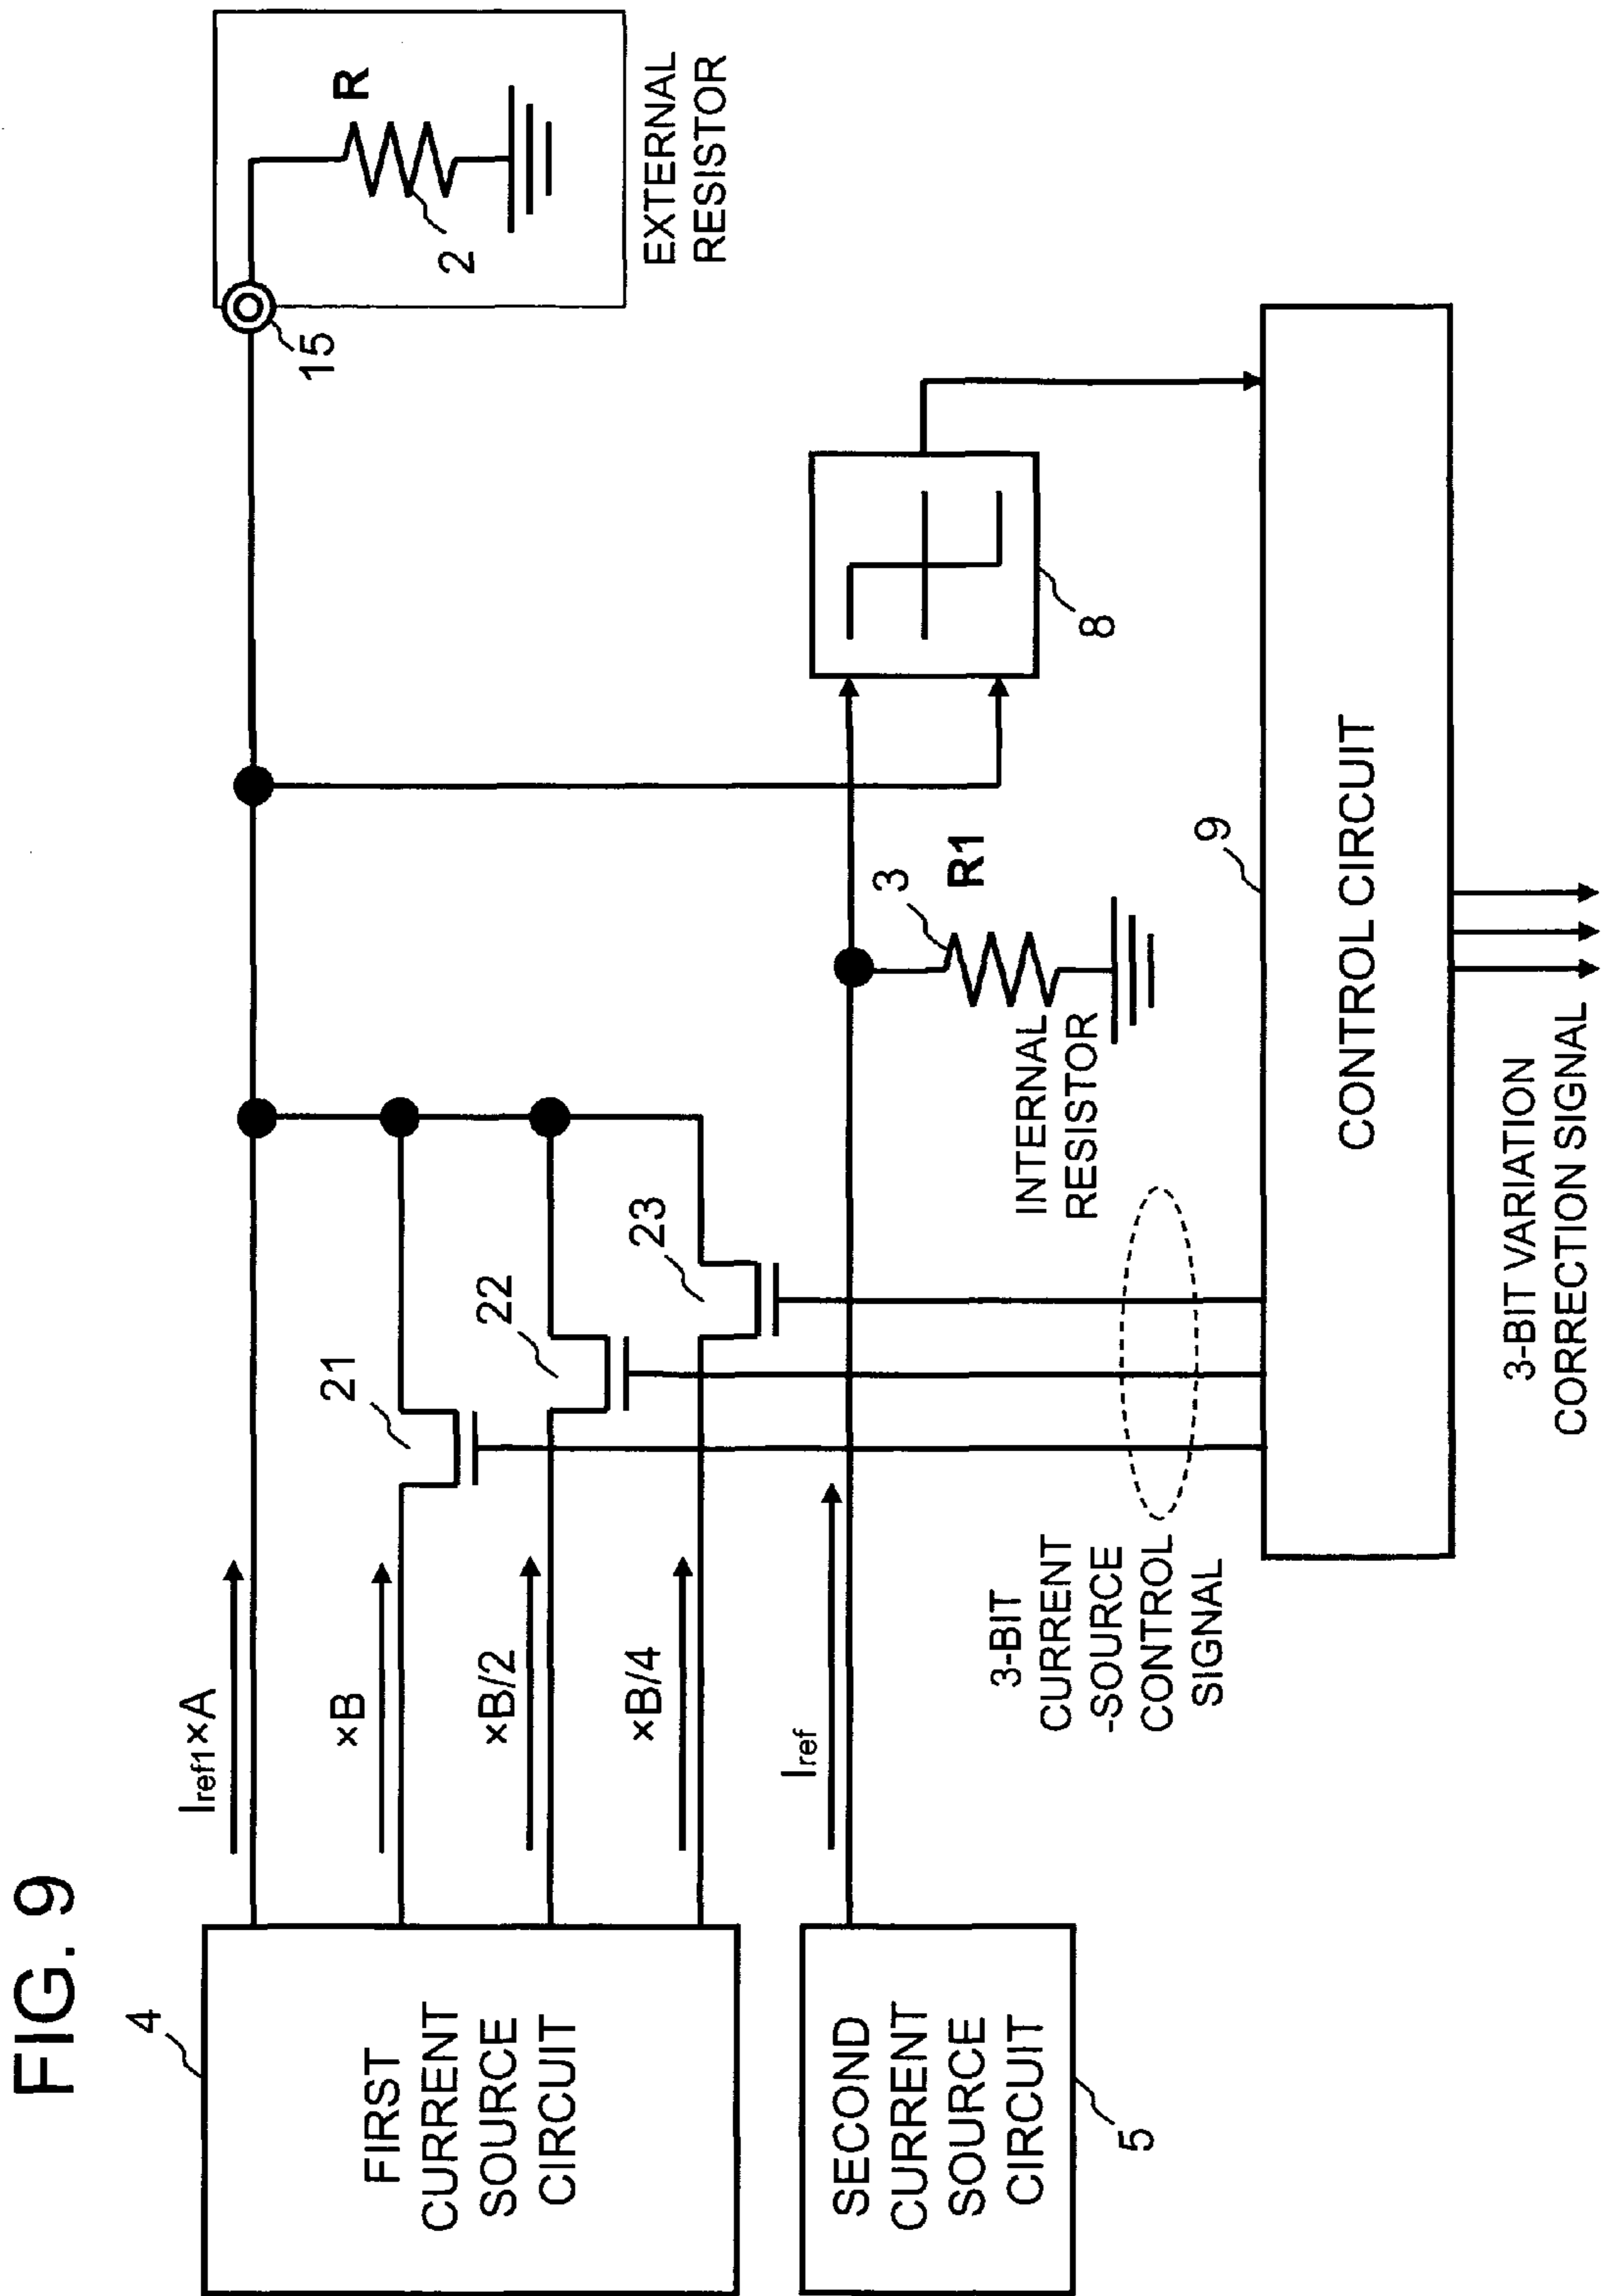 FIG. 9
4
FIRST
CURRENT
SOURCE
CIRCUIT
SECOND
CURRENT
SOURCE
CIRCUIT
5
Iref1×A
×B
×B/2
×B/4
Iref
21
22
23
3-BIT
CURRENT
-SOURCE
CONTROL
SIGNAL
INTERNAL
RESISTOR
3
R1
8
15
2
R
EXTERNAL
RESISTOR
9
CONTROL CIRCUIT
3-BIT VARIATION
CORRECTION SIGNAL